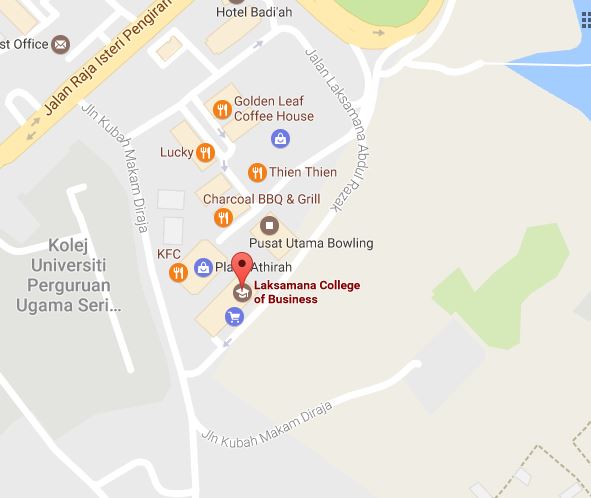 Hotel Badi'ah
st Office
Jalan Raja Isteri Pengiran
Jalan Laksamana Abdul Razak
Jln Kubah Makam Diraja
Golden Leaf
Coffee House
Lucky
Thien Thien
Charcoal BBQ & Grill
Pusat Utama Bowling
Kolej
Universiti
Perguruan
Ugama Seri...
KFC
Pla Athirah
Laksamana College
of Business
Jln Kubah Makam Diraja